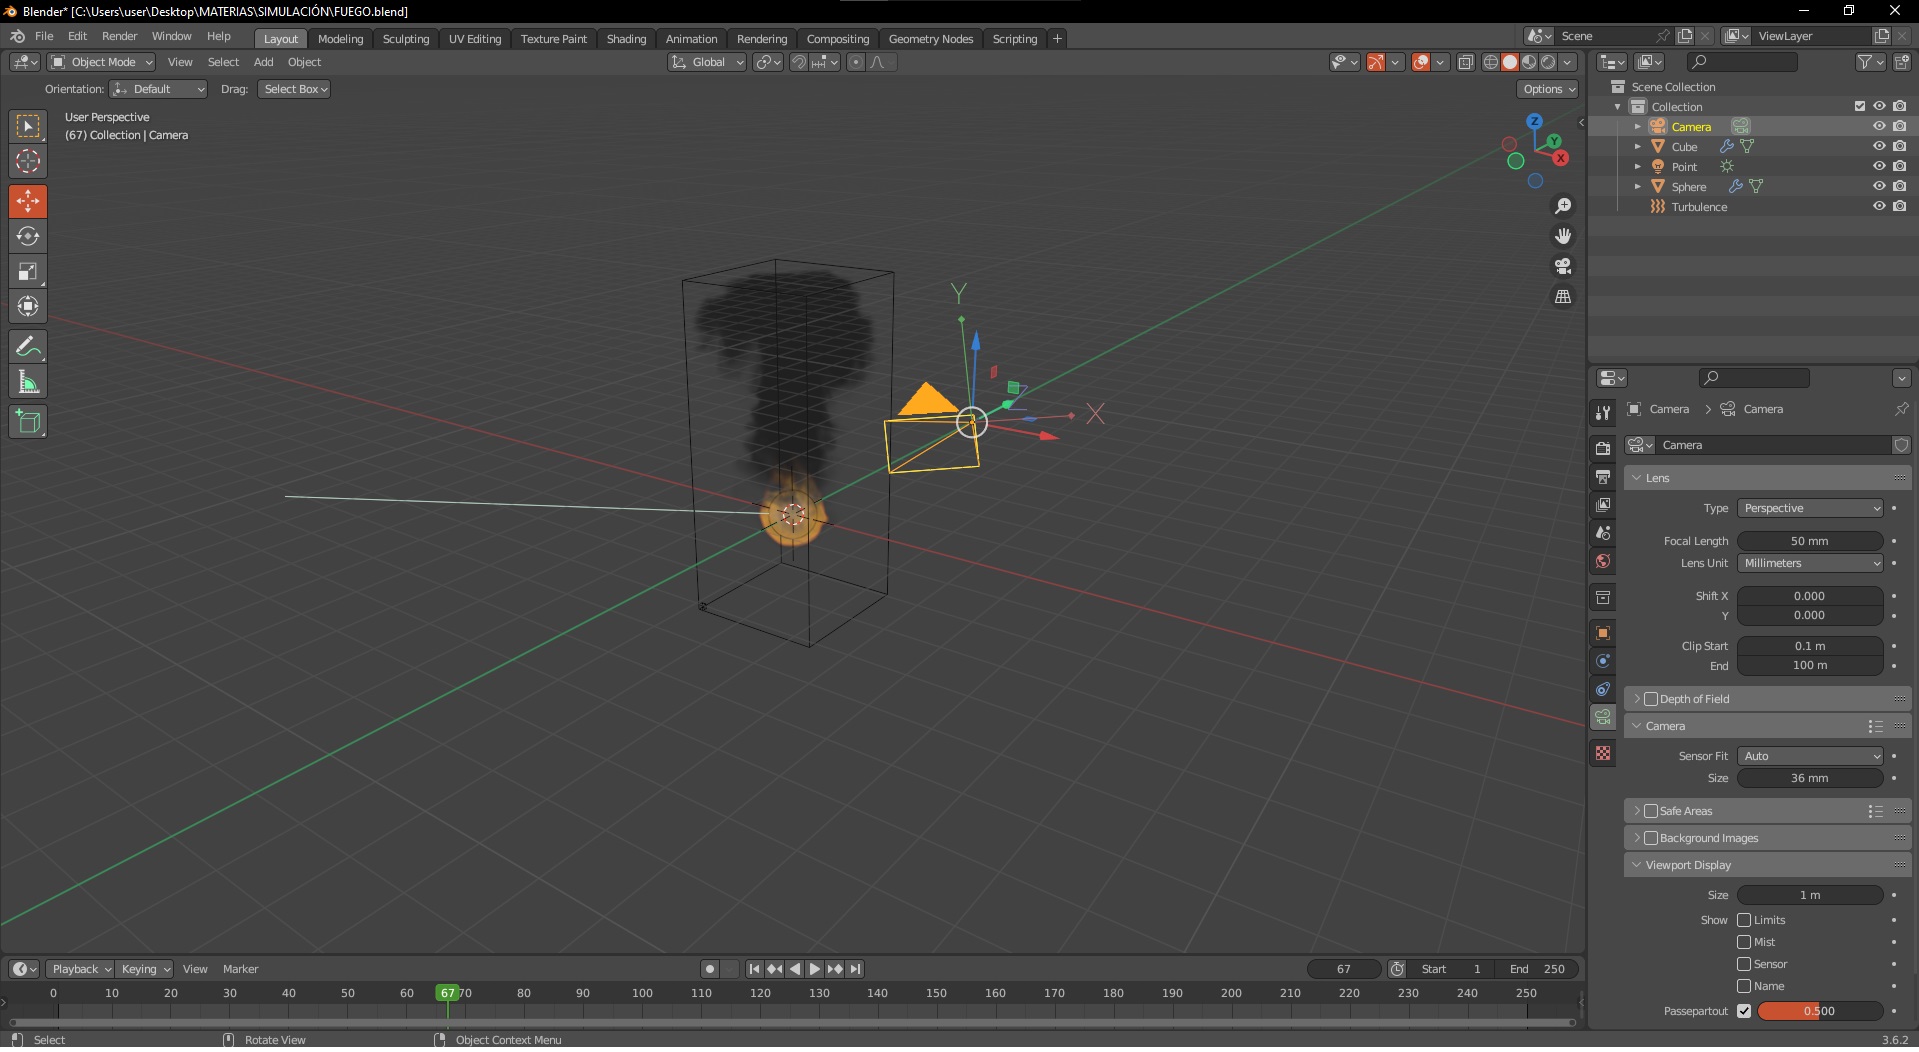 Blender* [C:\Users\user\Desktop\MATERIAS\SIMULACIÓN\FUEGO.blend]
File Edit Render Window Help Layout Modeling Sculpting UV Editing Texture Paint Shading Animation Rendering Compositing Geometry Nodes Scripting + Scene ViewLayer
Object Mode View Select Add Object Global
Orientation: Default Drag: Select Box Options
User Perspective
(67) Collection | Camera
Z
Y
X
Y
X
Scene Collection
Collection
Camera
Cube
Point
Sphere
Turbulence
Camera > Camera
Camera
Lens
Type Perspective
Focal Length 50 mm
Lens Unit Millimeters
Shift X 0.000
Y 0.000
Clip Start 0.1 m
End 100 m
Depth of Field
Camera
Sensor Fit Auto
Size 36 mm
Safe Areas
Background Images
Viewport Display
Size 1 m
Show Limits
Mist
Sensor
Name
Passepartout 0.500
Playback Keying View Marker 67 Start 1 End 250
0 10 20 30 40 50 60 67 70 80 90 100 110 120 130 140 150 160 170 180 190 200 210 220 230 240 250
Select Rotate View Object Context Menu 3.6.2